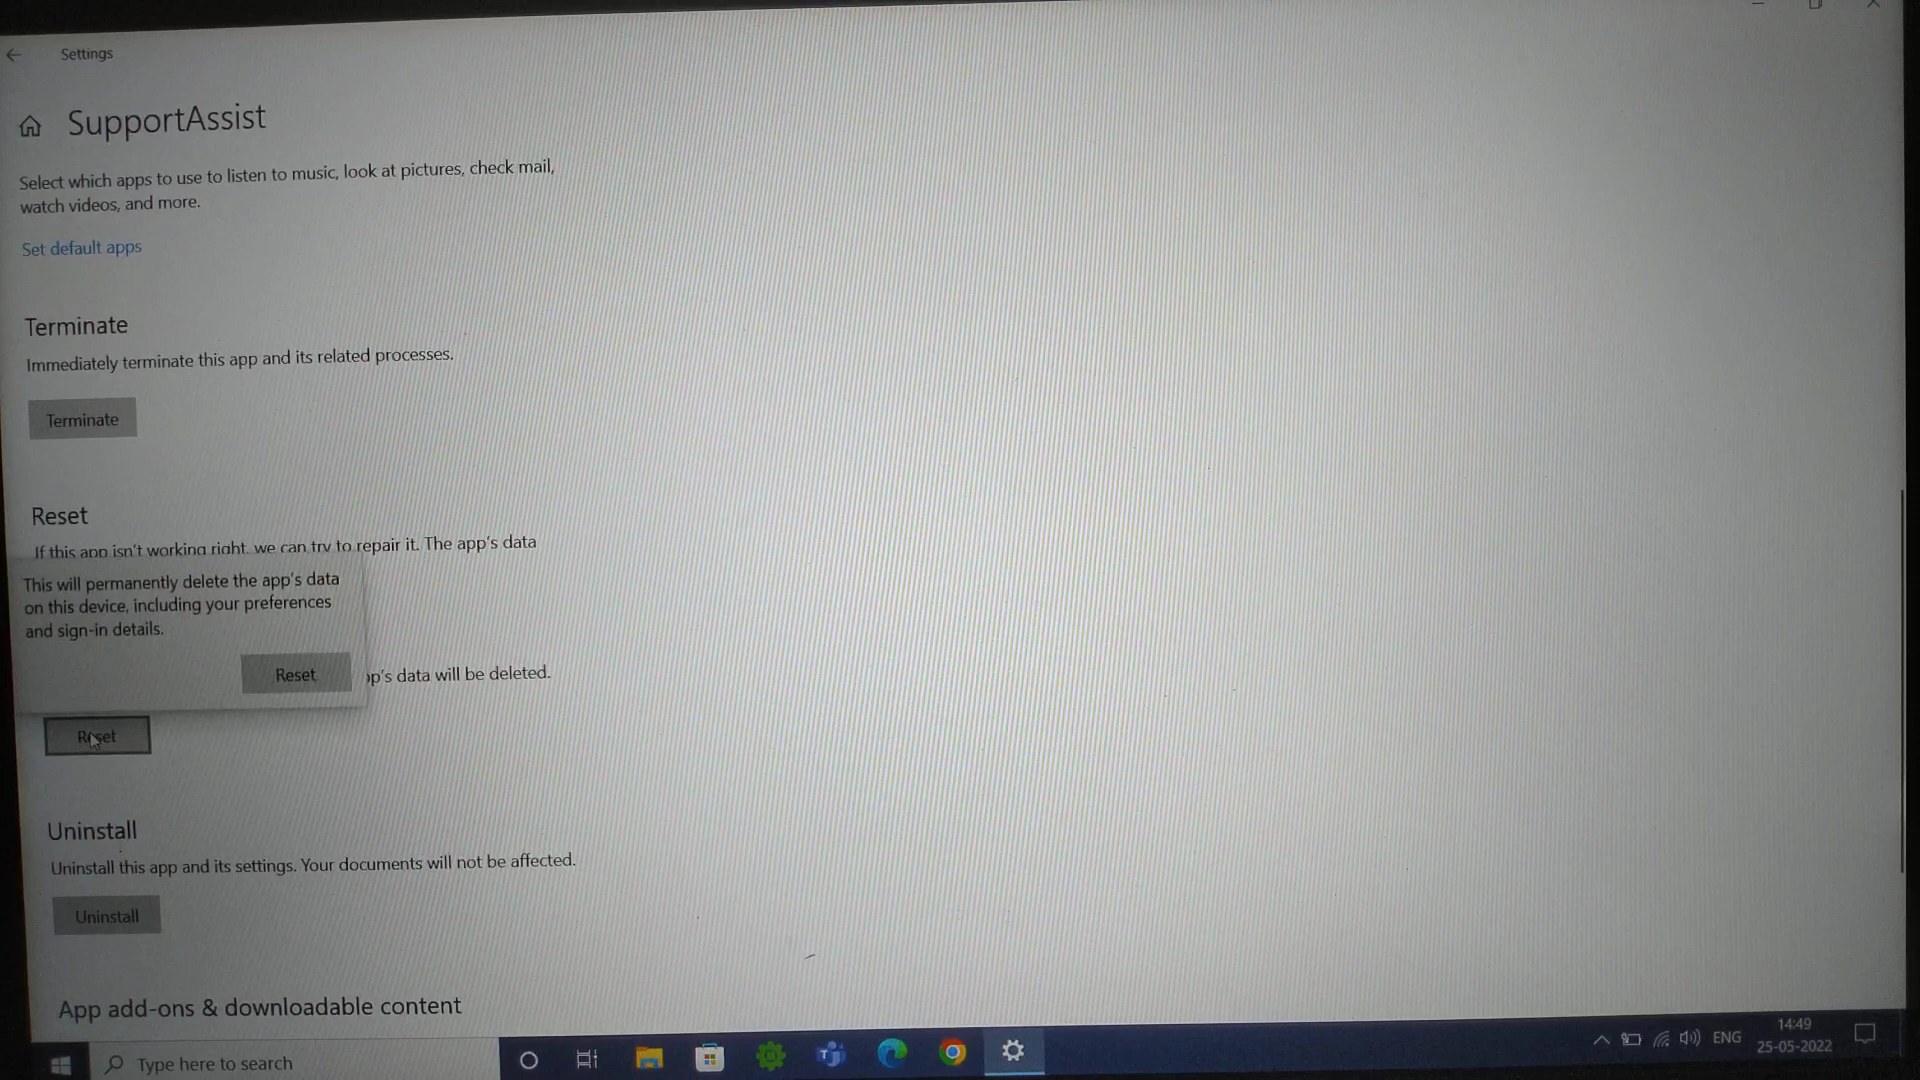 Settings
SupportAssist
Select which apps to use to listen to music, look at pictures, check mail,
watch videos, and more.
Set default apps
Terminate
Immediately terminate this app and its related processes.
Terminate
Reset
If this app isn't working right, we can try to repair it. The app's data
This will permanently delete the app's data
on this device, including your preferences
and sign-in details.
Reset
pp's data will be deleted.
Reset
Uninstall
Uninstall this app and its settings. Your documents will not be affected.
Uninstall
App add-ons & downloadable content
Type here to search
ENG
14:49
25-05-2022